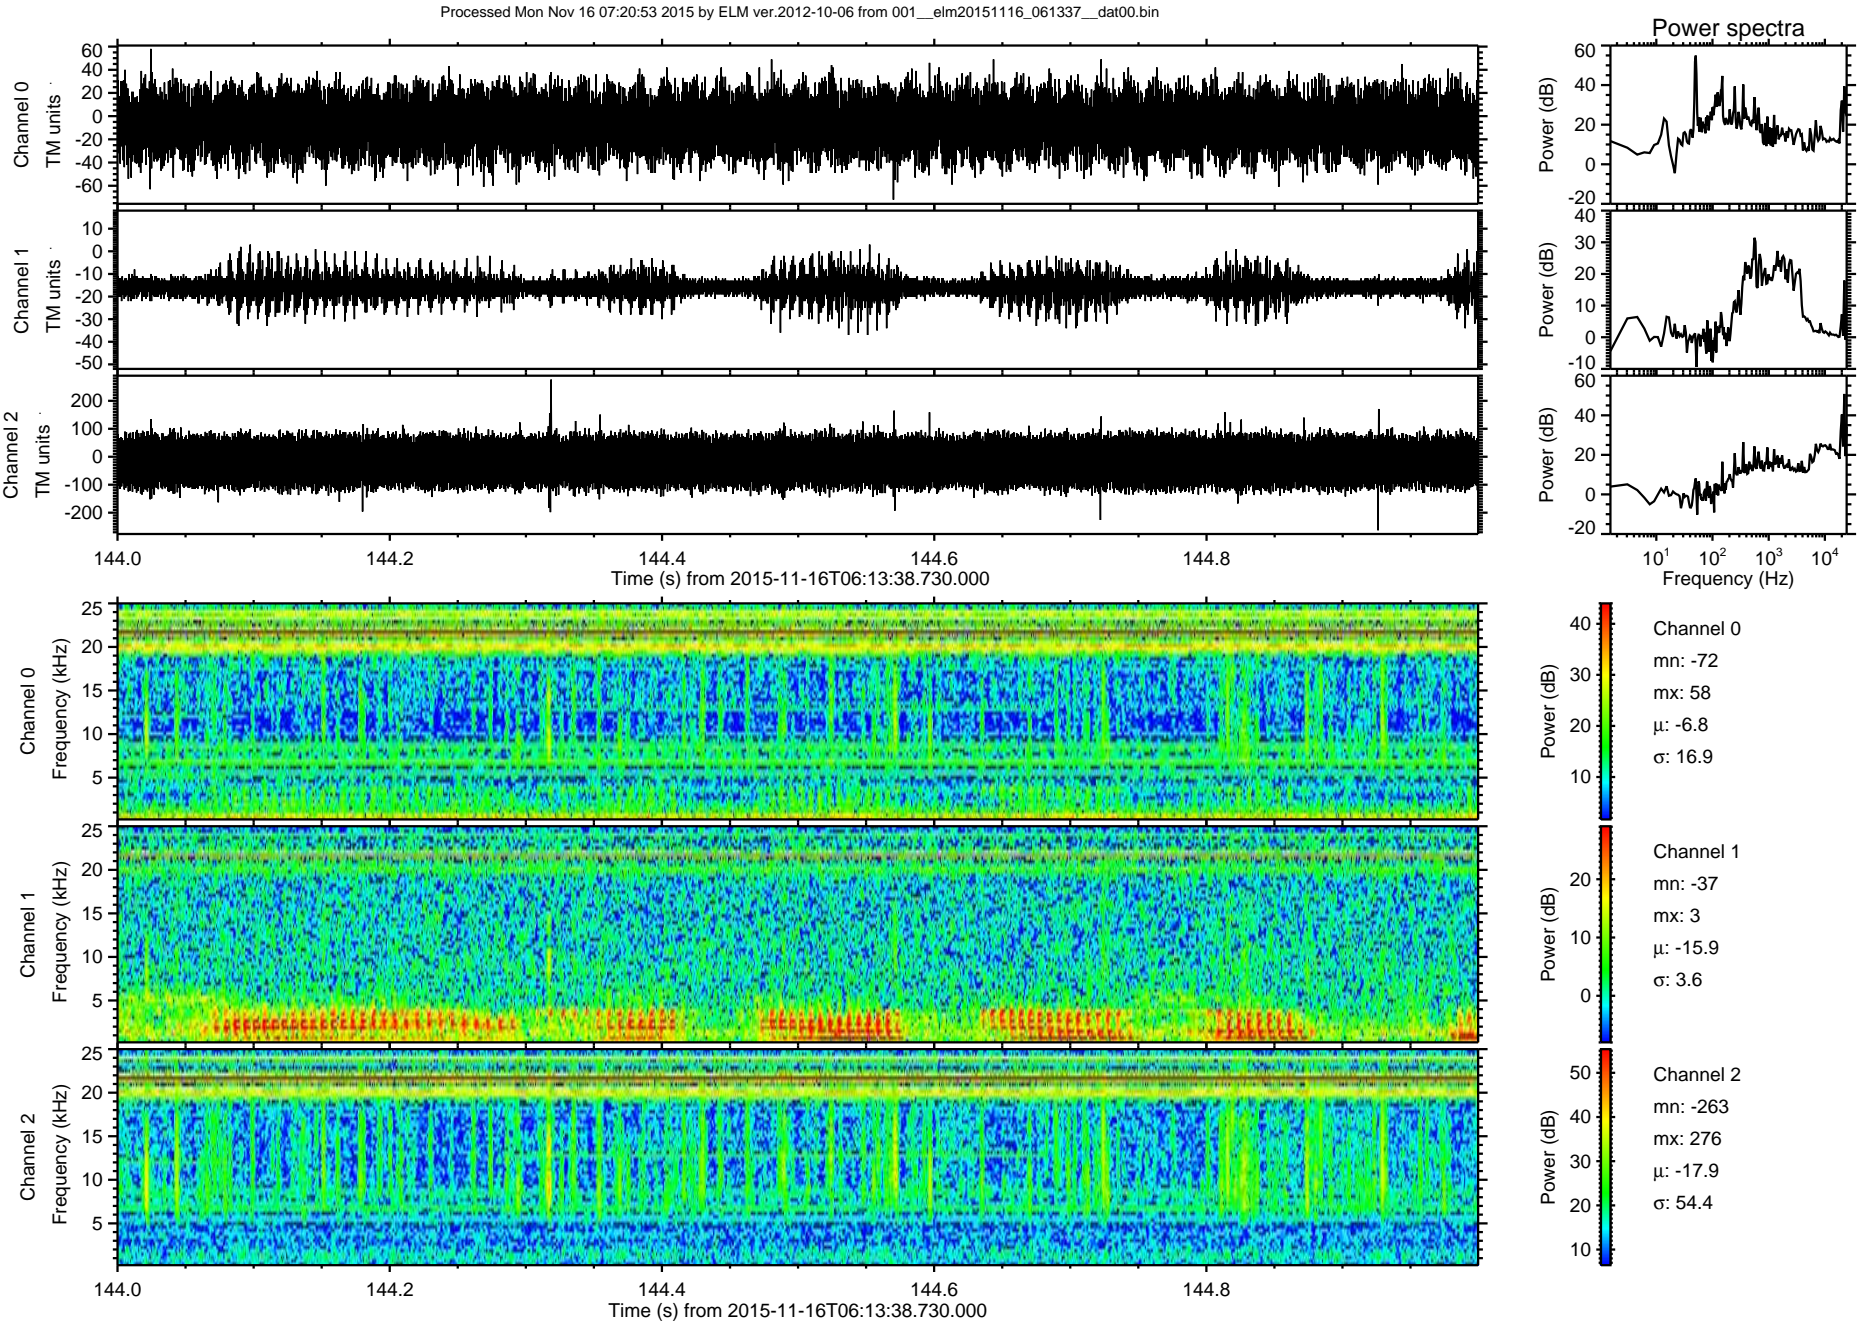 Processed Mon Nov 16 07:20:53 2015 by ELM ver.2012-10-06 from 001__elm20151116_061337__dat00.bin
Power spectra
Channel 0
TM units
60
40
20
0
-20
-40
-60
Power (dB)
60
40
20
0
-20
Channel 1
TM units
10
0
-10
-20
-30
-40
-50
Power (dB)
40
30
20
10
0
-10
Channel 2
TM units
200
100
0
-100
-200
Power (dB)
60
40
20
0
-20
144.0 144.2 144.4 144.6 144.8
Time (s) from 2015-11-16T06:13:38.730.000
10¹ 10² 10³ 10⁴
Frequency (Hz)
Channel 0
Frequency (kHz)
25
20
15
10
5
Power (dB)
40
30
20
10
Channel 0
mn: -72
mx: 58
μ: -6.8
σ: 16.9
Channel 1
Frequency (kHz)
25
20
15
10
5
Power (dB)
20
10
0
Channel 1
mn: -37
mx: 3
μ: -15.9
σ: 3.6
Channel 2
Frequency (kHz)
25
20
15
10
5
Power (dB)
50
40
30
20
10
Channel 2
mn: -263
mx: 276
μ: -17.9
σ: 54.4
144.0 144.2 144.4 144.6 144.8
Time (s) from 2015-11-16T06:13:38.730.000